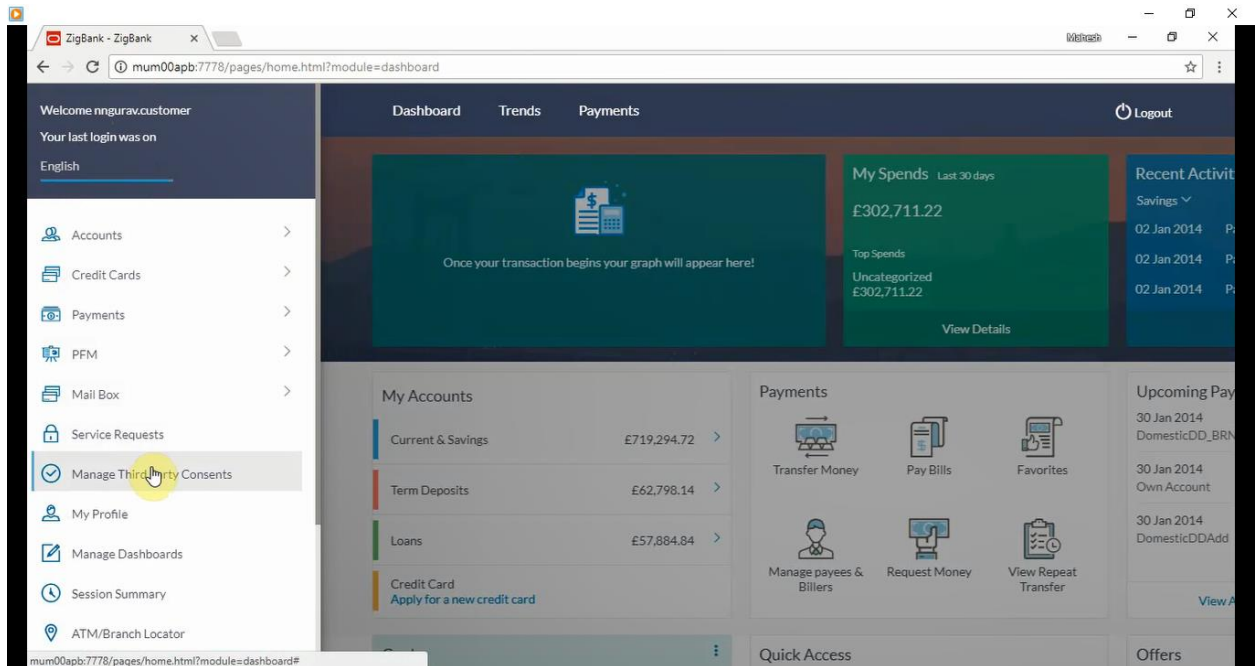 ZigBank - ZigBank
Mahesh
mum00apb:7778/pages/home.html?module=dashboard
Welcome nngurav.customer
Your last login was on
English
Accounts
Credit Cards
Payments
PFM
Mail Box
Service Requests
Manage Third Party Consents
My Profile
Manage Dashboards
Session Summary
ATM/Branch Locator
mum00apb:7778/pages/home.html?module=dashboard#
Dashboard Trends Payments
Logout
Once your transaction begins your graph will appear here!
My Spends Last 30 days
£302,711.22
Top Spends
Uncategorized
£302,711.22
View Details
Recent Activit
Savings
02 Jan 2014 Pa
02 Jan 2014 Pa
02 Jan 2014 Pa
My Accounts
Current & Savings £719,294.72
Term Deposits £62,798.14
Loans £57,884.84
Credit Card
Apply for a new credit card
Payments
Transfer Money
Pay Bills
Favorites
Manage payees &
Billers
Request Money
View Repeat
Transfer
Upcoming Pay
30 Jan 2014
DomesticDD_BRN
30 Jan 2014
Own Account
30 Jan 2014
DomesticDDAdd
View A
Quick Access
Offers